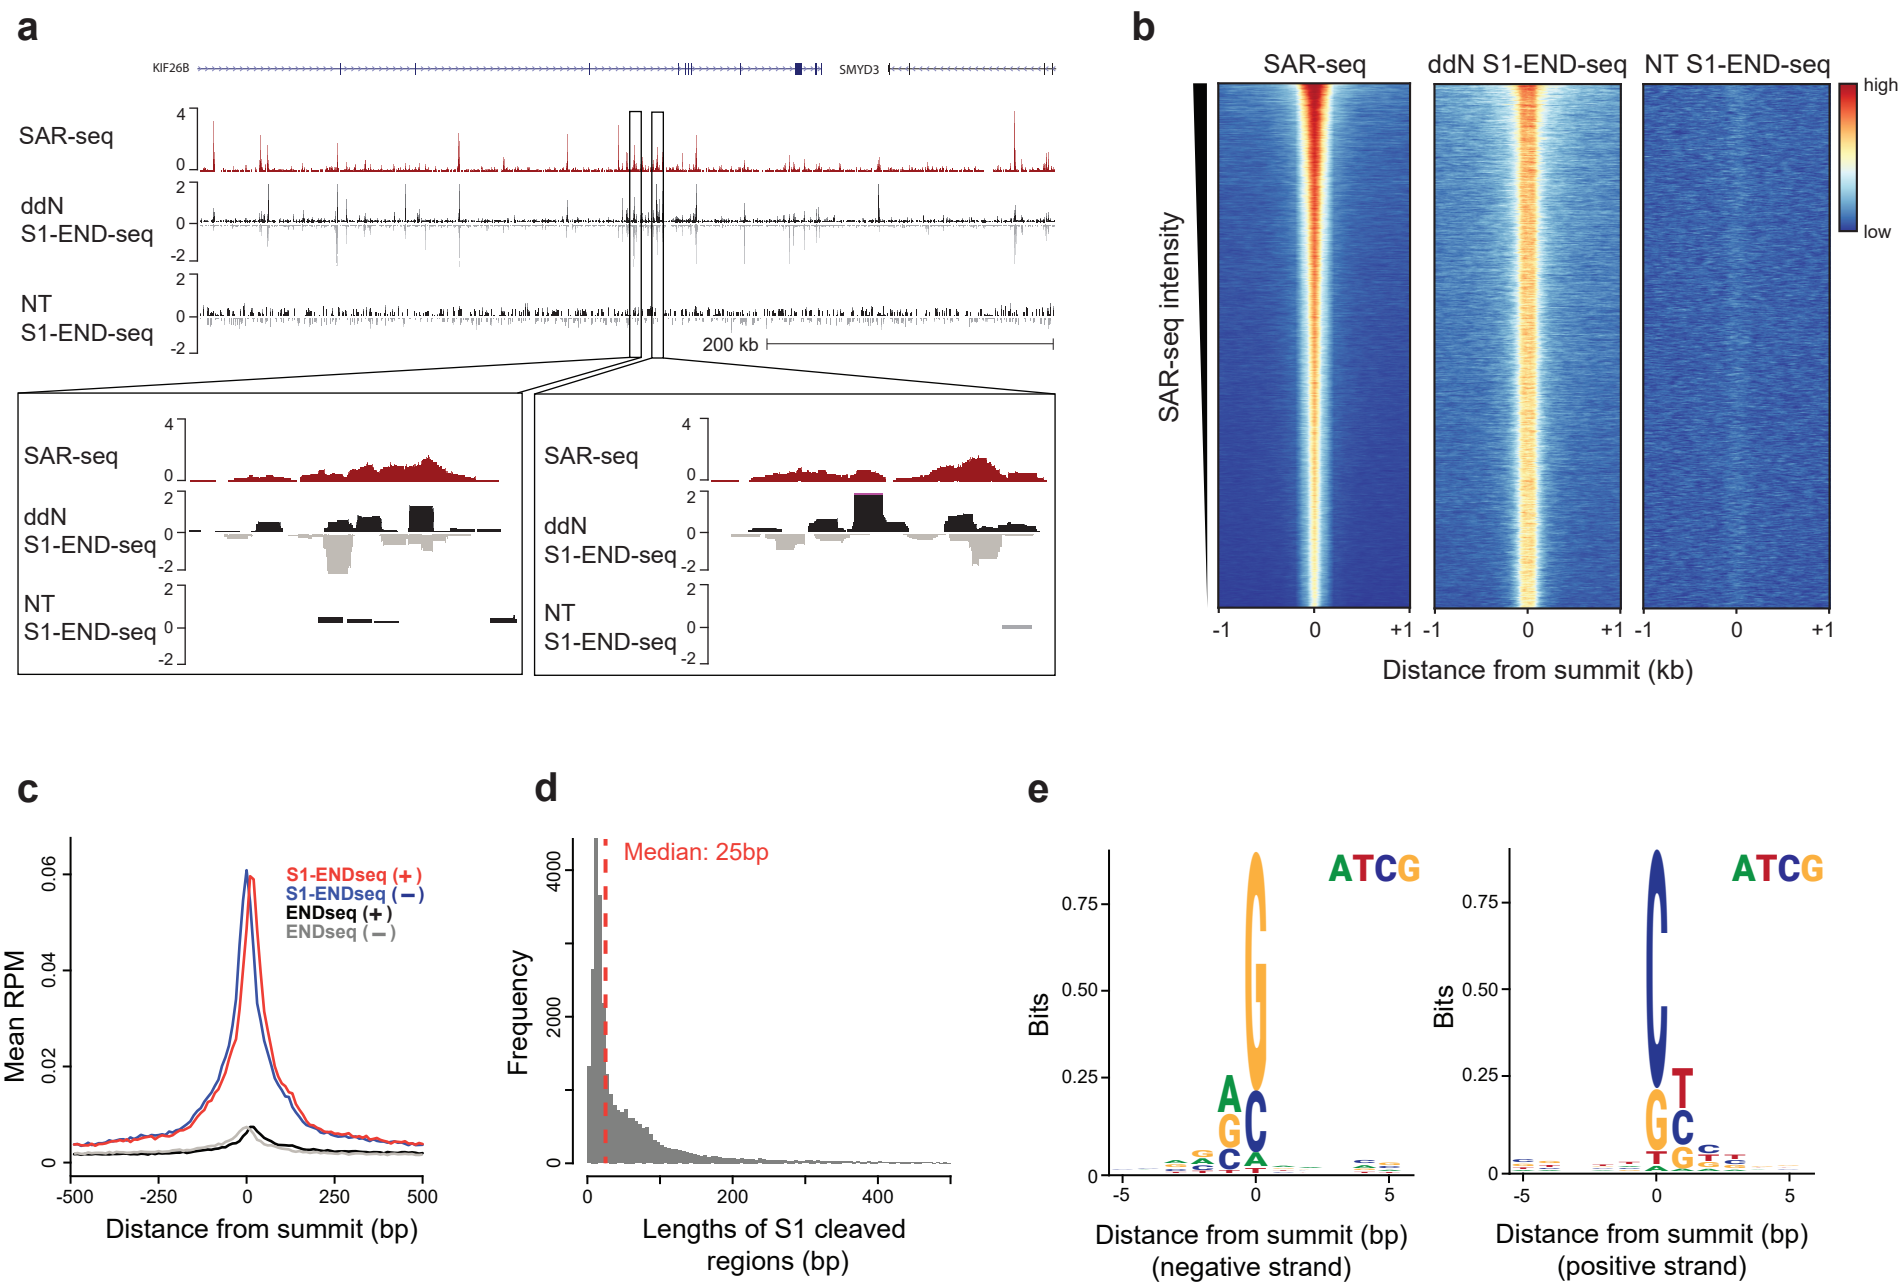 a
KIF26B
SMYD3
SAR-seq
4
0
ddN
S1-END-seq
2
0
-2
NT
S1-END-seq
2
0
-2
200 kb
SAR-seq
4
0
ddN
S1-END-seq
2
0
-2
NT
S1-END-seq
2
0
-2
SAR-seq
4
0
ddN
S1-END-seq
2
0
-2
NT
S1-END-seq
2
0
-2
b
SAR-seq
ddN S1-END-seq
NT S1-END-seq
high
low
SAR-seq intensity
-1 0 +1
-1 0 +1
-1 0 +1
Distance from summit (kb)
c
Mean RPM
0.06
0.04
0.02
0
S1-ENDseq (+)
S1-ENDseq (−)
ENDseq (+)
ENDseq (−)
-500 -250 0 250 500
Distance from summit (bp)
d
Frequency
4000
2000
0
Median: 25bp
0 200 400
Lengths of S1 cleaved
regions (bp)
e
Bits
0.75
0.50
0.25
0
ATCG
G
C
A
T
A
G
C
-5 0 5
Distance from summit (bp)
(negative strand)
Bits
0.75
0.50
0.25
0
ATCG
C
G
T
A
T
C
G
-5 0 5
Distance from summit (bp)
(positive strand)